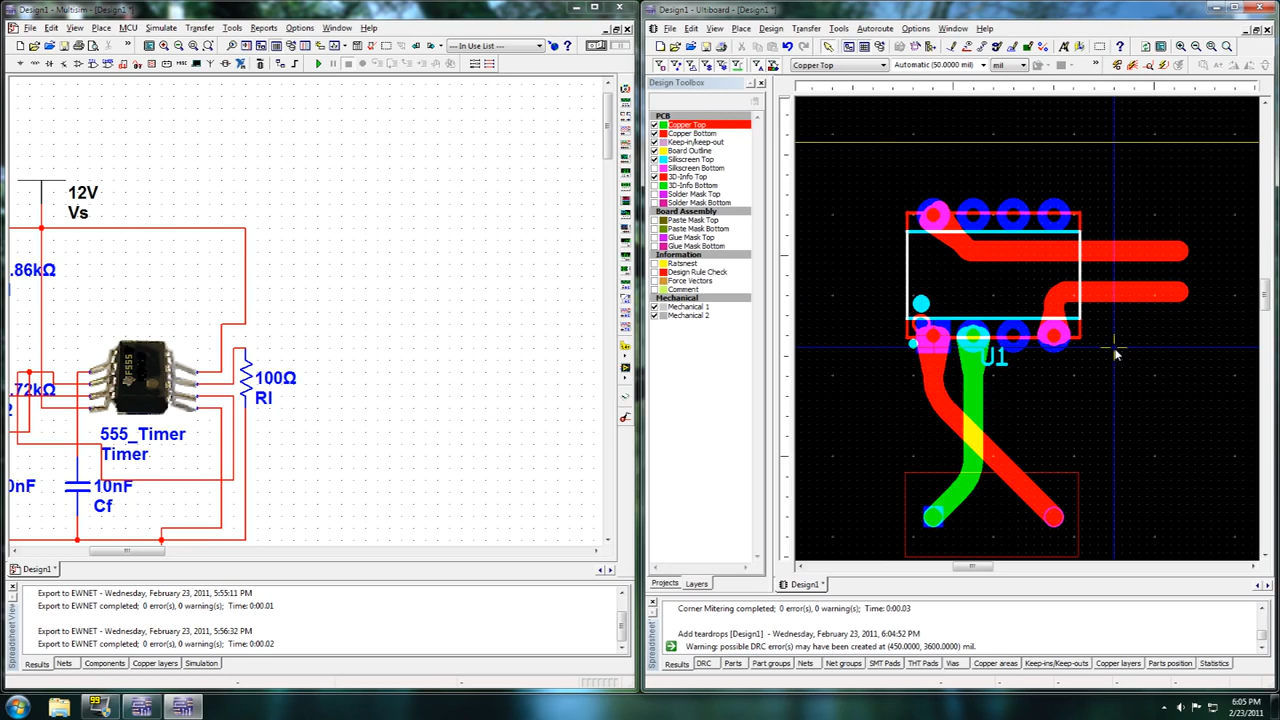 Design1 - Multisim - [Design1 *]
File Edit View Place MCU Simulate Transfer Tools Reports Options Window Help
--- In Use List ---
12V
Vs
.86kΩ
.72kΩ
100Ω
Rl
555_Timer
Timer
0nF
10nF
Cf
Design1 *
Export to EWNET - Wednesday, February 23, 2011, 5:55:11 PM
Export to EWNET completed; 0 error(s), 0 warning(s); Time: 0:00.01
Export to EWNET - Wednesday, February 23, 2011, 5:56:32 PM
Export to EWNET completed; 0 error(s), 0 warning(s); Time: 0:00.02
Spreadsheet View
Results Nets Components Copper layers Simulation
Design1 - Ultiboard - [Design1 *]
File Edit View Place Design Transfer Tools Autoroute Options Window Help
Copper Top Automatic (50.0000 mil) mil
Design Toolbox
PCB
Copper Top
Copper Bottom
Keep-in/keep-out
Board Outline
Silkscreen Top
Silkscreen Bottom
3D-Info Top
3D-Info Bottom
Solder Mask Top
Solder Mask Bottom
Board Assembly
Paste Mask Top
Paste Mask Bottom
Glue Mask Top
Glue Mask Bottom
Information
Ratsnest
Design Rule Check
Force Vectors
Comment
Mechanical
Mechanical 1
Mechanical 2
Projects Layers
U1
Design1 *
Corner Mitering completed; 0 error(s), 0 warning(s); Time: 0:00.03
Add teardrops [Design1] - Wednesday, February 23, 2011, 6:04:52 PM
Warning: possible DRC error(s) may have been created at (450.0000, 3600.0000) mil.
Spreadsheet View
Results DRC Parts Part groups Nets Net groups SMT Pads THT Pads Vias Copper areas Keep-ins/Keep-outs Copper layers Parts position Statistics
6:05 PM
2/23/2011